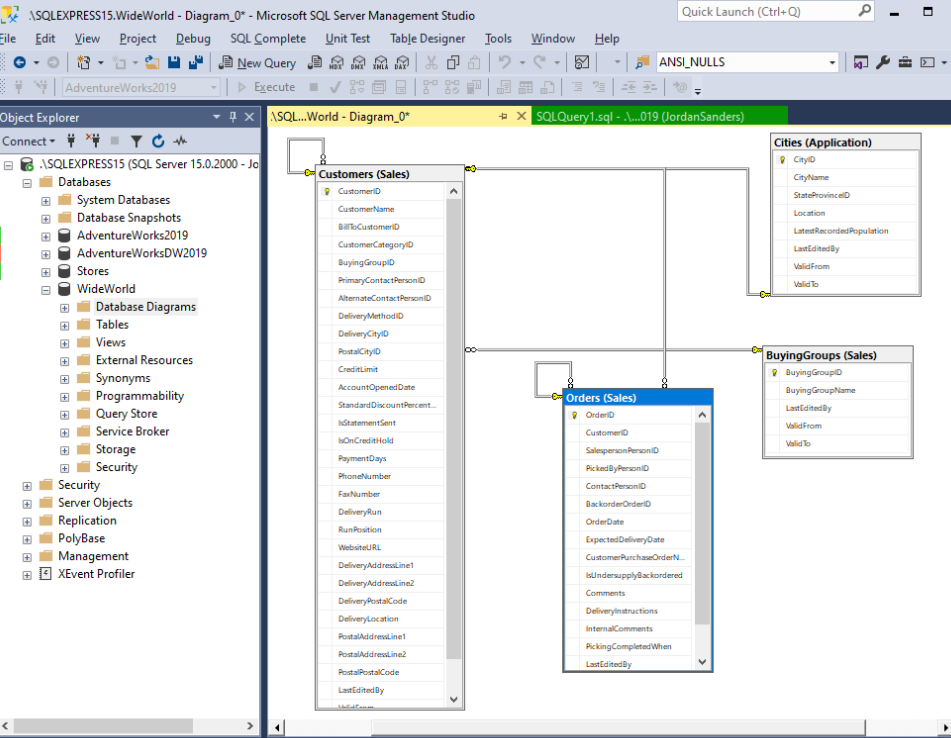 .\SQLEXPRESS15.WideWorld - Diagram_0* - Microsoft SQL Server Management Studio
Quick Launch (Ctrl+Q)
File Edit View Project Debug SQL Complete Unit Test Table Designer Tools Window Help
New Query MDX DMX XMLA DAX ANSI_NULLS
AdventureWorks2019 Execute
Object Explorer
Connect
.\SQLEXPRESS15 (SQL Server 15.0.2000 - Jo
Databases
System Databases
Database Snapshots
AdventureWorks2019
AdventureWorksDW2019
Stores
WideWorld
Database Diagrams
Tables
Views
External Resources
Synonyms
Programmability
Query Store
Service Broker
Storage
Security
Security
Server Objects
Replication
PolyBase
Management
XEvent Profiler
\SQL...World - Diagram_0*
SQLQuery1.sql - .\...019 (JordanSanders)
Customers (Sales)
CustomerID
CustomerName
BillToCustomerID
CustomerCategoryID
BuyingGroupID
PrimaryContactPersonID
AlternateContactPersonID
DeliveryMethodID
DeliveryCityID
PostalCityID
CreditLimit
AccountOpenedDate
StandardDiscountPercent...
IsStatementSent
IsOnCreditHold
PaymentDays
PhoneNumber
FaxNumber
DeliveryRun
RunPosition
WebsiteURL
DeliveryAddressLine1
DeliveryAddressLine2
DeliveryPostalCode
DeliveryLocation
PostalAddressLine1
PostalAddressLine2
PostalPostalCode
LastEditedBy
ValidFrom
Cities (Application)
CityID
CityName
StateProvinceID
Location
LatestRecordedPopulation
LastEditedBy
ValidFrom
ValidTo
BuyingGroups (Sales)
BuyingGroupID
BuyingGroupName
LastEditedBy
ValidFrom
ValidTo
Orders (Sales)
OrderID
CustomerID
SalespersonPersonID
PickedByPersonID
ContactPersonID
BackorderOrderID
OrderDate
ExpectedDeliveryDate
CustomerPurchaseOrderN...
IsUndersupplyBackordered
Comments
DeliveryInstructions
InternalComments
PickingCompletedWhen
LastEditedBy